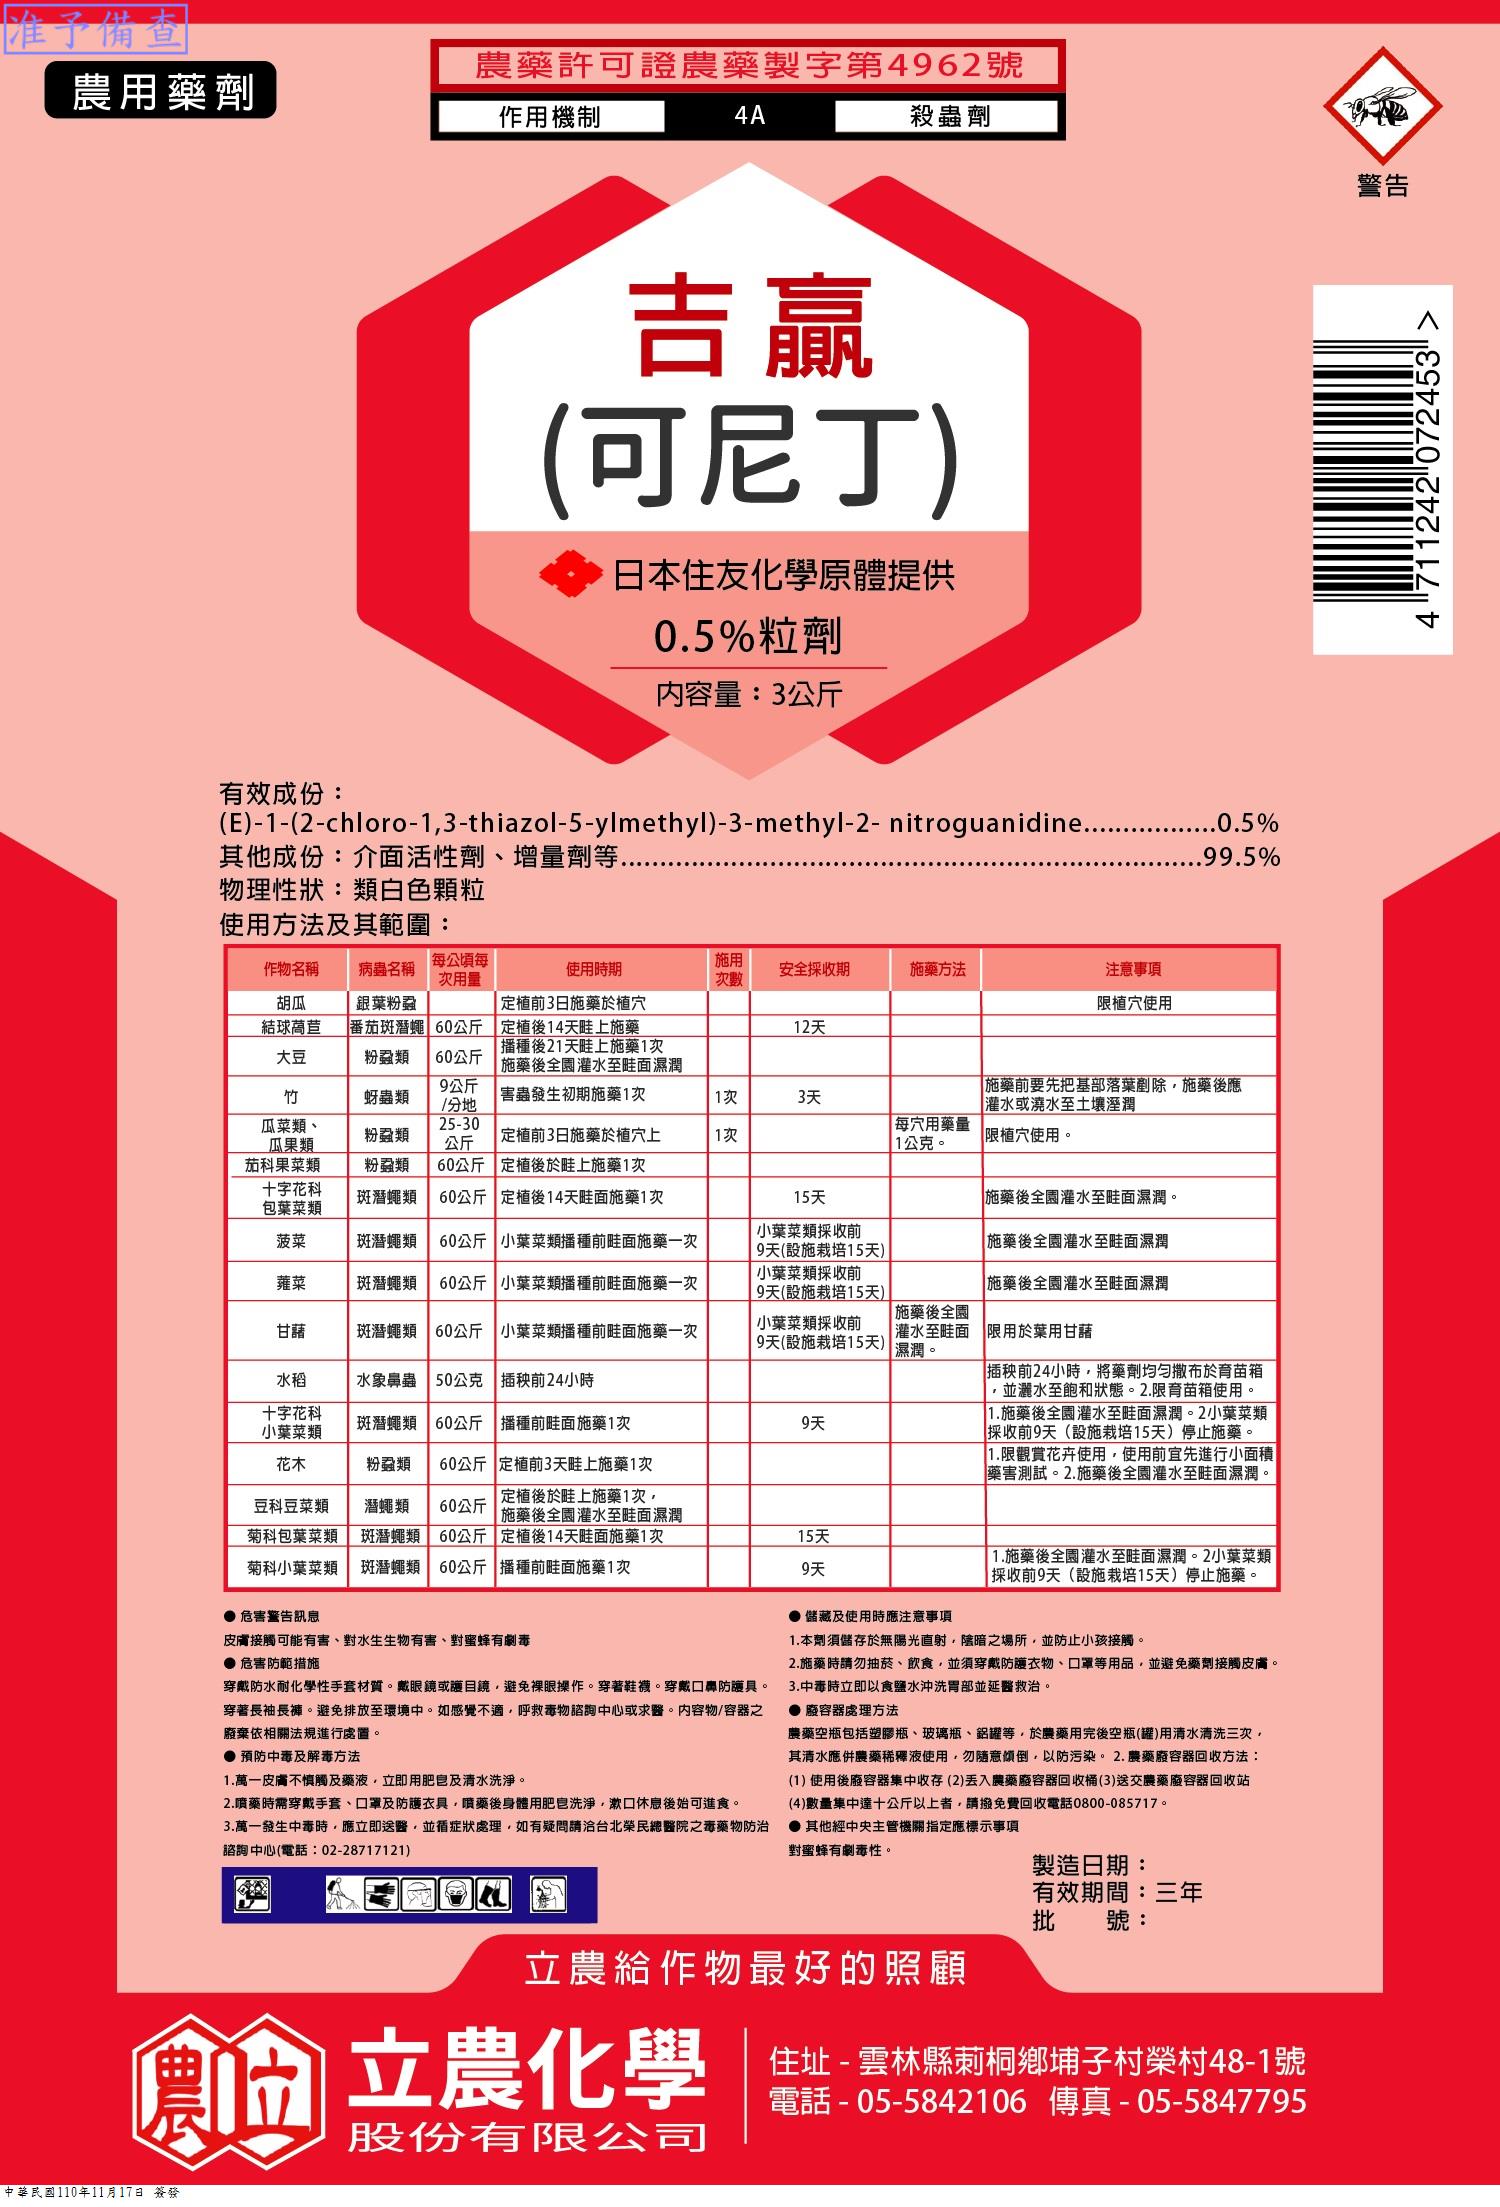 准予備查
農用藥劑
農藥許可證農藥製字第4962號
作用機制 4A 殺蟲劑
警告
吉贏
(可尼丁)
日本住友化學原體提供
0.5%粒劑
內容量：3公斤
4 711242 072453 >
有效成份：
(E)-1-(2-chloro-1,3-thiazol-5-ylmethyl)-3-methyl-2- nitroguanidine.................0.5%
其他成份：介面活性劑、增量劑等...........................................................................99.5%
物理性狀：類白色顆粒
使用方法及其範圍：
作物名稱 病蟲名稱 每公頃每次用量 使用時期 施用次數 安全採收期 施藥方法 注意事項
胡瓜 銀葉粉蝨 定植前3日施藥於植穴 限植穴使用
結球萵苣 番茄斑潛蠅 60公斤 定植後14天畦上施藥 12天
大豆 粉蝨類 60公斤 播種後21天畦上施藥1次 施藥後全園灌水至畦面濕潤
竹 蚜蟲類 9公斤/分地 害蟲發生初期施藥1次 1次 3天 施藥前要先把基部落葉剷除，施藥後應灌水或澆水至土壤溼潤
瓜菜類、瓜果類 粉蝨類 25-30公斤 定植前3日施藥於植穴上 1次 每穴用藥量1公克。 限植穴使用。
茄科果菜類 粉蝨類 60公斤 定植後於畦上施藥1次
十字花科包葉菜類 斑潛蠅類 60公斤 定植後14天畦面施藥1次 15天 施藥後全園灌水至畦面濕潤。
菠菜 斑潛蠅類 60公斤 小葉菜類播種前畦面施藥一次 小葉菜類採收前9天(設施栽培15天) 施藥後全園灌水至畦面濕潤
蕹菜 斑潛蠅類 60公斤 小葉菜類播種前畦面施藥一次 小葉菜類採收前9天(設施栽培15天) 施藥後全園灌水至畦面濕潤
甘藷 斑潛蠅類 60公斤 小葉菜類播種前畦面施藥一次 小葉菜類採收前9天(設施栽培15天) 施藥後全園灌水至畦面濕潤。 限用於葉用甘藷
水稻 水象鼻蟲 50公克 插秧前24小時 插秧前24小時，將藥劑均勻撒布於育苗箱，並灑水至飽和狀態。2.限育苗箱使用。
十字花科小葉菜類 斑潛蠅類 60公斤 播種前畦面施藥1次 9天 1.施藥後全園灌水至畦面濕潤。2小葉菜類採收前9天（設施栽培15天）停止施藥。
花木 粉蝨類 60公斤 定植前3天畦上施藥1次 1.限觀賞花卉使用，使用前宜先進行小面積藥害測試。2.施藥後全園灌水至畦面濕潤。
豆科豆菜類 潛蠅類 60公斤 定植後於畦上施藥1次，施藥後全園灌水至畦面濕潤
菊科包葉菜類 斑潛蠅類 60公斤 定植後14天畦面施藥1次 15天
菊科小葉菜類 斑潛蠅類 60公斤 播種前畦面施藥1次 9天 1.施藥後全園灌水至畦面濕潤。2小葉菜類採收前9天（設施栽培15天）停止施藥。
● 危害警告訊息
皮膚接觸可能有害、對水生生物有害、對蜜蜂有劇毒
● 危害防範措施
穿戴防水耐化學性手套材質。戴眼鏡或護目鏡，避免裸眼操作。穿著鞋襪。穿戴口鼻防護具。
穿著長袖長褲。避免排放至環境中。如感覺不適，呼救毒物諮詢中心或求醫。內容物/容器之
廢棄依相關法規進行處置。
● 預防中毒及解毒方法
1.萬一皮膚不慎觸及藥液，立即用肥皂及清水洗淨。
2.噴藥時需穿戴手套、口罩及防護衣具，噴藥後身體用肥皂洗淨，漱口休息後始可進食。
3.萬一發生中毒時，應立即送醫，並循症狀處理，如有疑問請洽台北榮民總醫院之毒藥物防治
諮詢中心(電話：02-28717121)
● 儲藏及使用時應注意事項
1.本劑須儲存於無陽光直射，陰暗之場所，並防止小孩接觸。
2.施藥時請勿抽菸、飲食，並須穿戴防護衣物、口罩等用品，並避免藥劑接觸皮膚。
3.中毒時立即以食鹽水沖洗胃部並延醫救治。
● 廢容器處理方法
農藥空瓶包括塑膠瓶、玻璃瓶、鋁罐等，於農藥用完後空瓶(罐)用清水清洗三次，
其清水應併農藥稀釋液使用，勿隨意傾倒，以防污染。 2. 農藥廢容器回收方法：
(1) 使用後廢容器集中收存 (2)丟入農藥廢容器回收桶(3)送交農藥廢容器回收站
(4)數量集中達十公斤以上者，請撥免費回收電話0800-085717。
● 其他經中央主管機關指定應標示事項
對蜜蜂有劇毒性。
製造日期：
有效期間：三年
批　　號：
立農給作物最好的照顧
農立
立農化學
股份有限公司
住址 - 雲林縣莿桐鄉埔子村榮村48-1號
電話 - 05-5842106 傳真 - 05-5847795
中華民國110年11月17日 簽發